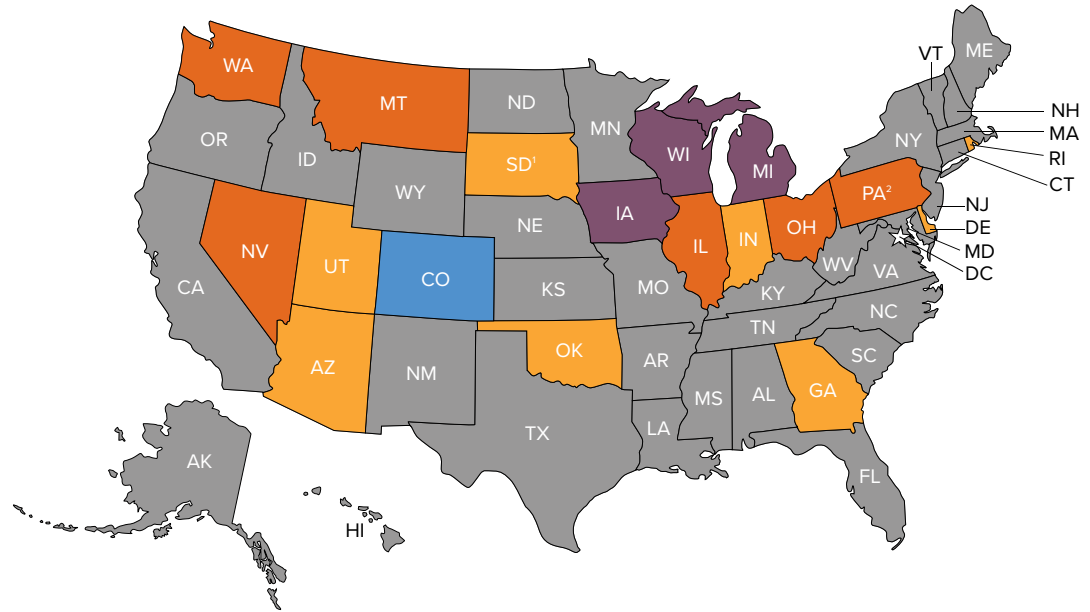 ME
VT
WA
NH
MT
ND
MA
MN
OR
NY
RI
WI
SD¹
ID
MI
CT
WY
PA²
NJ
IA
NE
OH
DE
IL
IN
NV
MD
UT
WV
DC
VA
CO
CA
KS
MO
KY
NC
TN
OK
SC
AR
AZ
NM
GA
AL
MS
LA
TX
AK
FL
HI